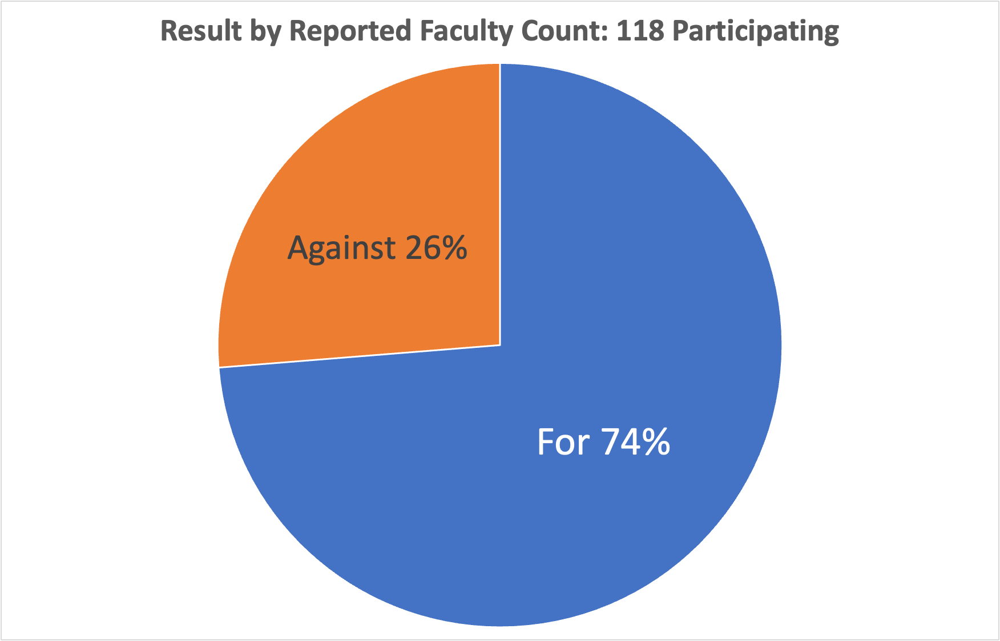 Result by Reported Faculty Count: 118 Participating
Against 26%
For 74%